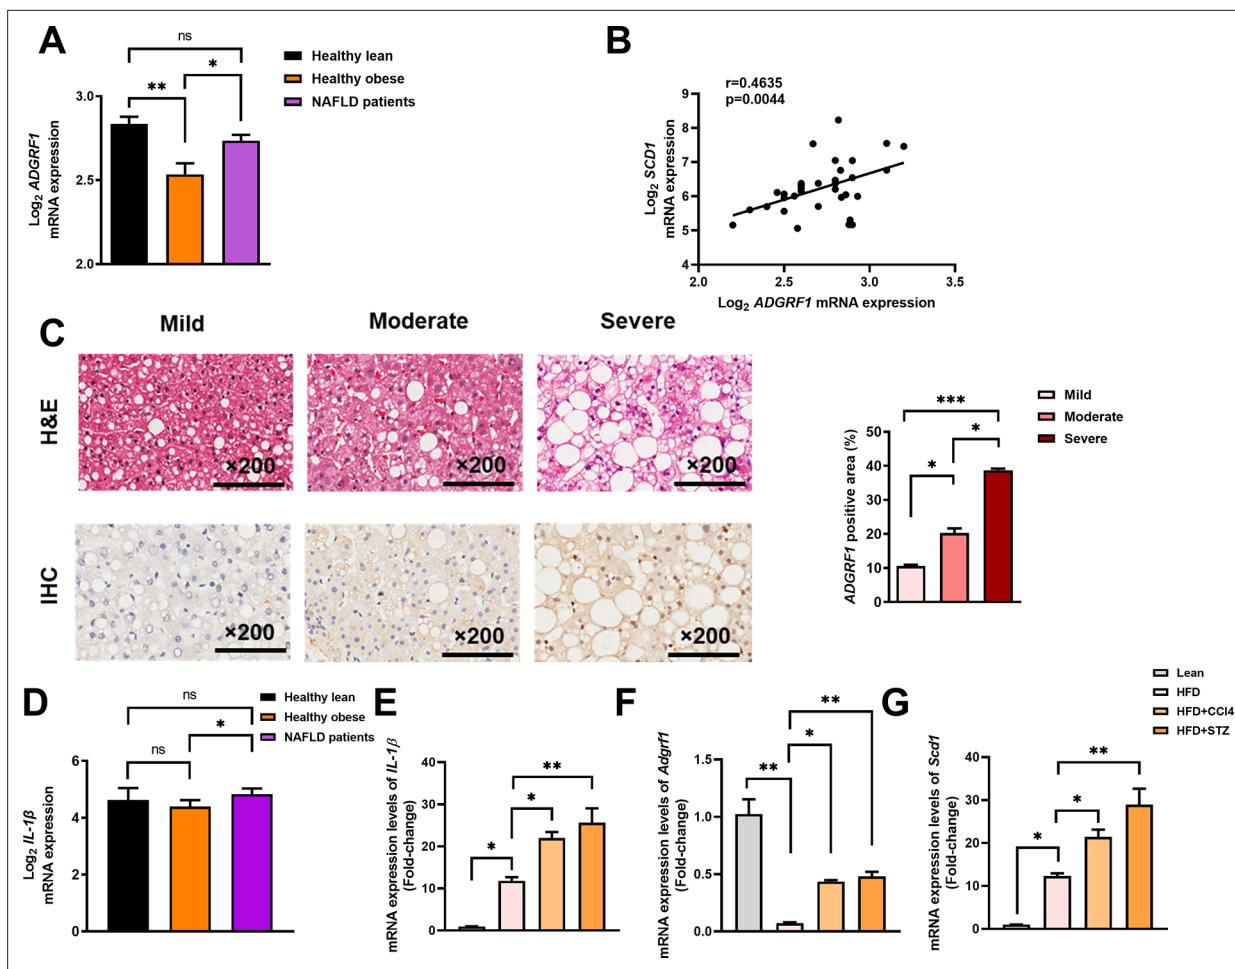 A
ns
**
*
Healthy lean
Healthy obese
NAFLD patients
Log2 ADGRF1
mRNA expression
3.0
2.5
2.0
B
r=0.4635
p=0.0044
Log2 SCD1
mRNA expression
9
8
7
6
5
4
2.0 2.5 3.0 3.5
Log2 ADGRF1 mRNA expression
C
Mild Moderate Severe
H&E
×200 ×200 ×200
IHC
×200 ×200 ×200
Mild
Moderate
Severe
***
*
*
ADGRF1 positive area (%)
50
40
30
20
10
0
D
ns
ns
*
Healthy lean
Healthy obese
NAFLD patients
Log2 IL-1β
mRNA expression
6
4
2
0
E
mRNA expression levels of IL-1β
(Fold-change)
40
30
20
10
0
*
*
**
F
mRNA expression levels of Adgrf1
(Fold-change)
1.5
1.0
0.5
0.0
**
*
**
G
Lean
HFD
HFD+CCl4
HFD+STZ
mRNA expression levels of Scd1
(Fold-change)
40
30
20
10
0
*
*
**